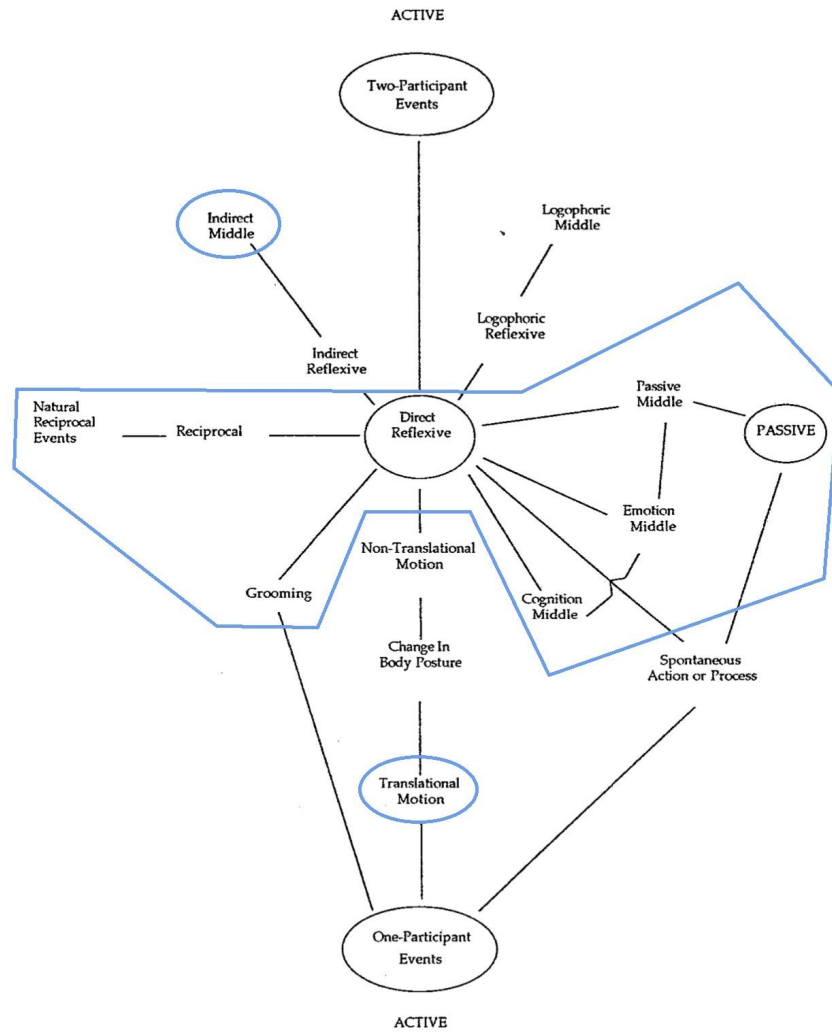 ACTIVE
Two-Participant
Events
Indirect
Middle
Logophoric
Middle
Logophoric
Reflexive
Indirect
Reflexive
Natural
Reciprocal
Events
Reciprocal
Direct
Reflexive
Passive
Middle
PASSIVE
Emotion
Middle
Non-Translational
Motion
Grooming
Cognition
Middle
Change In
Body Posture
Spontaneous
Action or Process
Translational
Motion
One-Participant
Events
ACTIVE